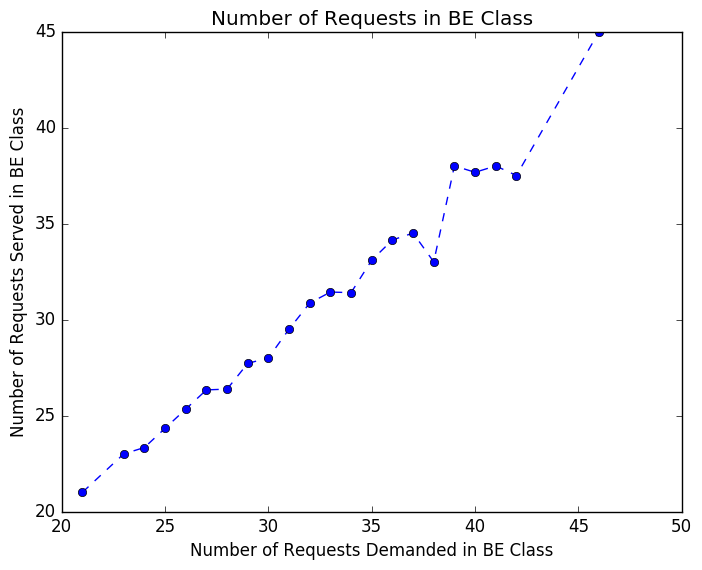 Number of Requests in BE Class
Number of Requests Served in BE Class
45
40
35
30
25
20
20 25 30 35 40 45 50
Number of Requests Demanded in BE Class